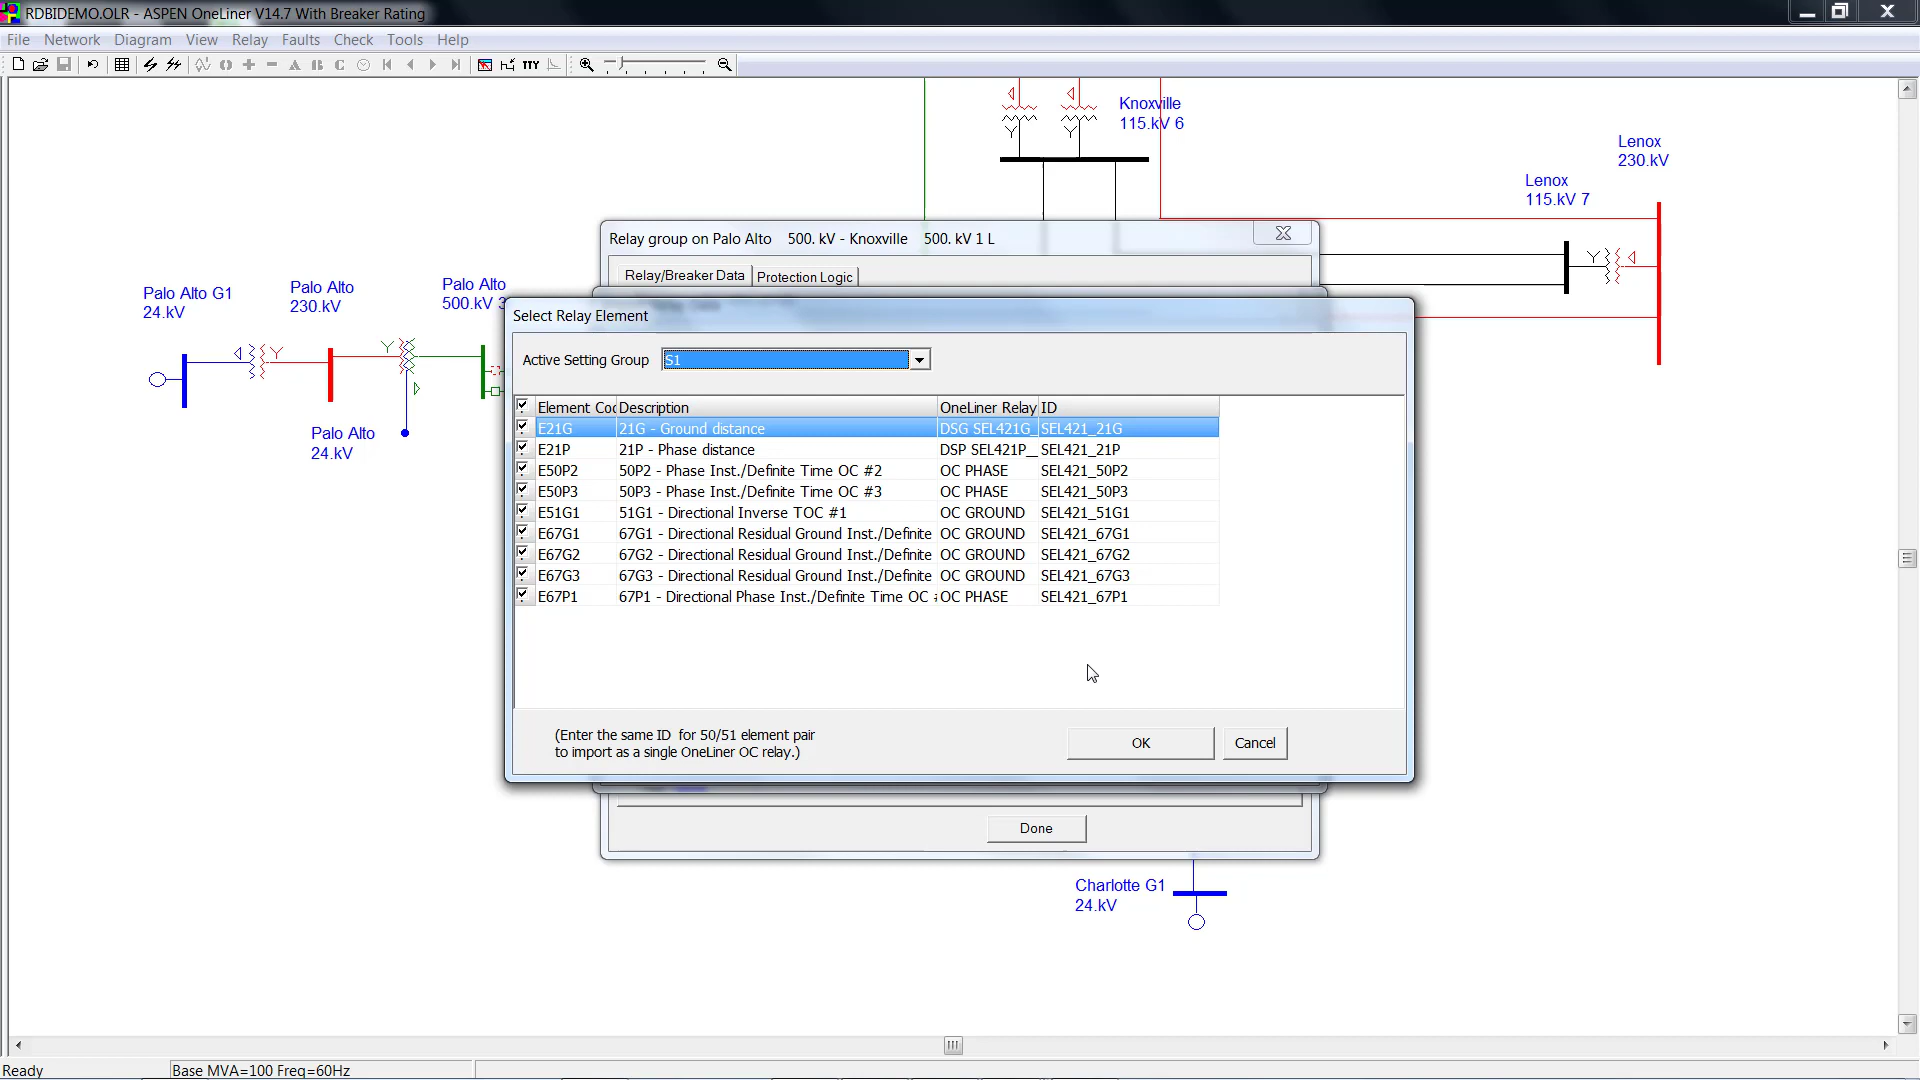 RDBIDEMO.OLR - ASPEN OneLiner V14.7 With Breaker Rating
File Network Diagram View Relay Faults Check Tools Help
TTY
Knoxville
115.kV 6
Lenox
230.kV
Lenox
115.kV 7
Palo Alto G1
24.kV
Palo Alto
230.kV
Palo Alto
500.kV 3
Palo Alto
24.kV
Relay group on Palo Alto 500. kV - Knoxville 500. kV 1 L
Relay/Breaker Data Protection Logic
Select Relay Element
Active Setting Group S1
Element Coc Description OneLiner Relay ID
E21G 21G - Ground distance DSG SEL421G_ SEL421_21G
E21P 21P - Phase distance DSP SEL421P_ SEL421_21P
E50P2 50P2 - Phase Inst./Definite Time OC #2 OC PHASE SEL421_50P2
E50P3 50P3 - Phase Inst./Definite Time OC #3 OC PHASE SEL421_50P3
E51G1 51G1 - Directional Inverse TOC #1 OC GROUND SEL421_51G1
E67G1 67G1 - Directional Residual Ground Inst./Definite OC GROUND SEL421_67G1
E67G2 67G2 - Directional Residual Ground Inst./Definite OC GROUND SEL421_67G2
E67G3 67G3 - Directional Residual Ground Inst./Definite OC GROUND SEL421_67G3
E67P1 67P1 - Directional Phase Inst./Definite Time OC OC PHASE SEL421_67P1
(Enter the same ID for 50/51 element pair
to import as a single OneLiner OC relay.)
OK Cancel
Done
Charlotte G1
24.kV
Ready Base MVA=100 Freq=60Hz